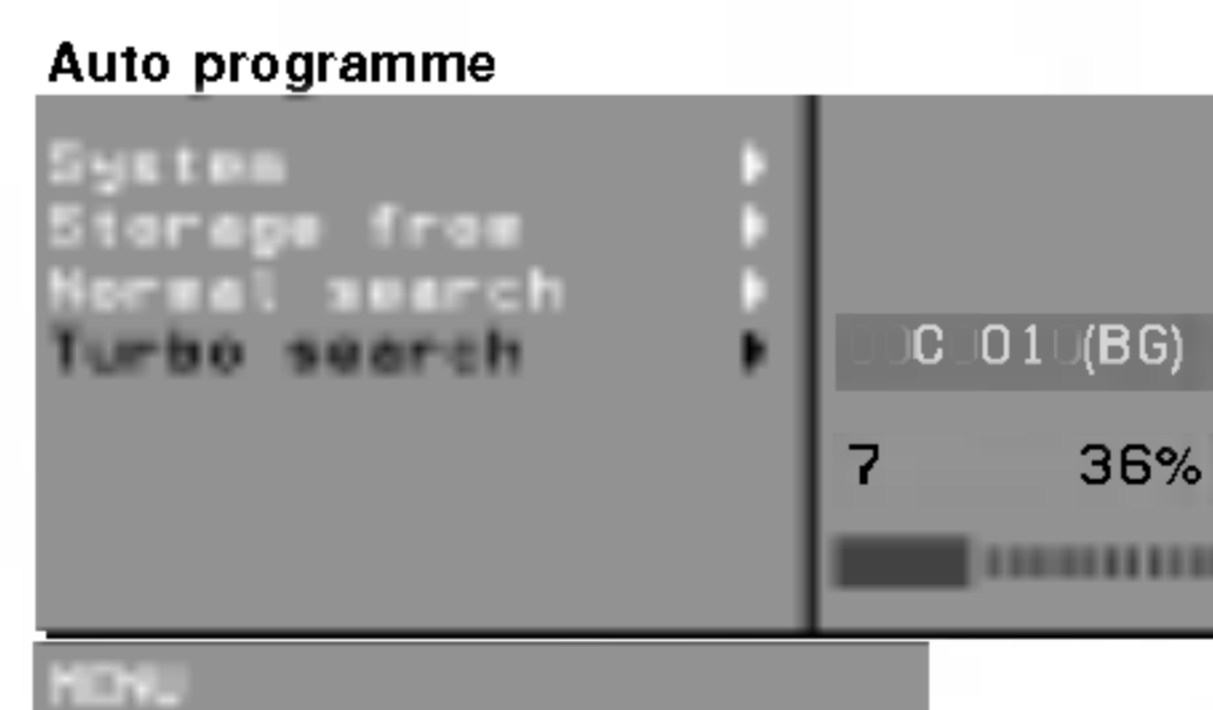 Auto programme
System
Storage from
Normal search
Turbo search
C 01 (BG)
7 36%
MENU